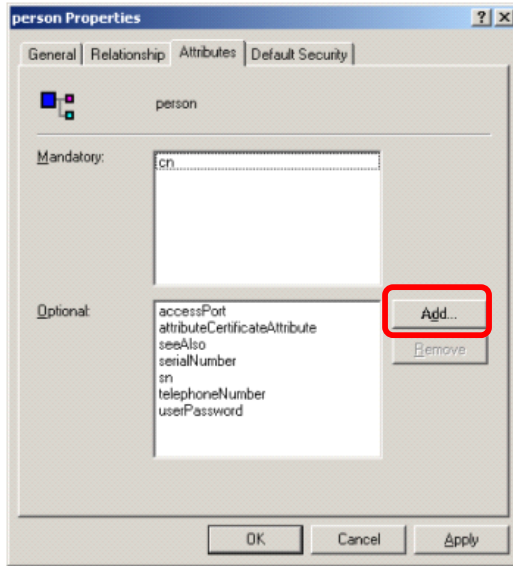 person Properties
General
Relationship
Attributes
Default Security
person
Mandatory:
cn
Optional:
accessPort
attributeCertificateAttribute
seeAlso
serialNumber
sn
telephoneNumber
userPassword
Add...
Remove
OK
Cancel
Apply